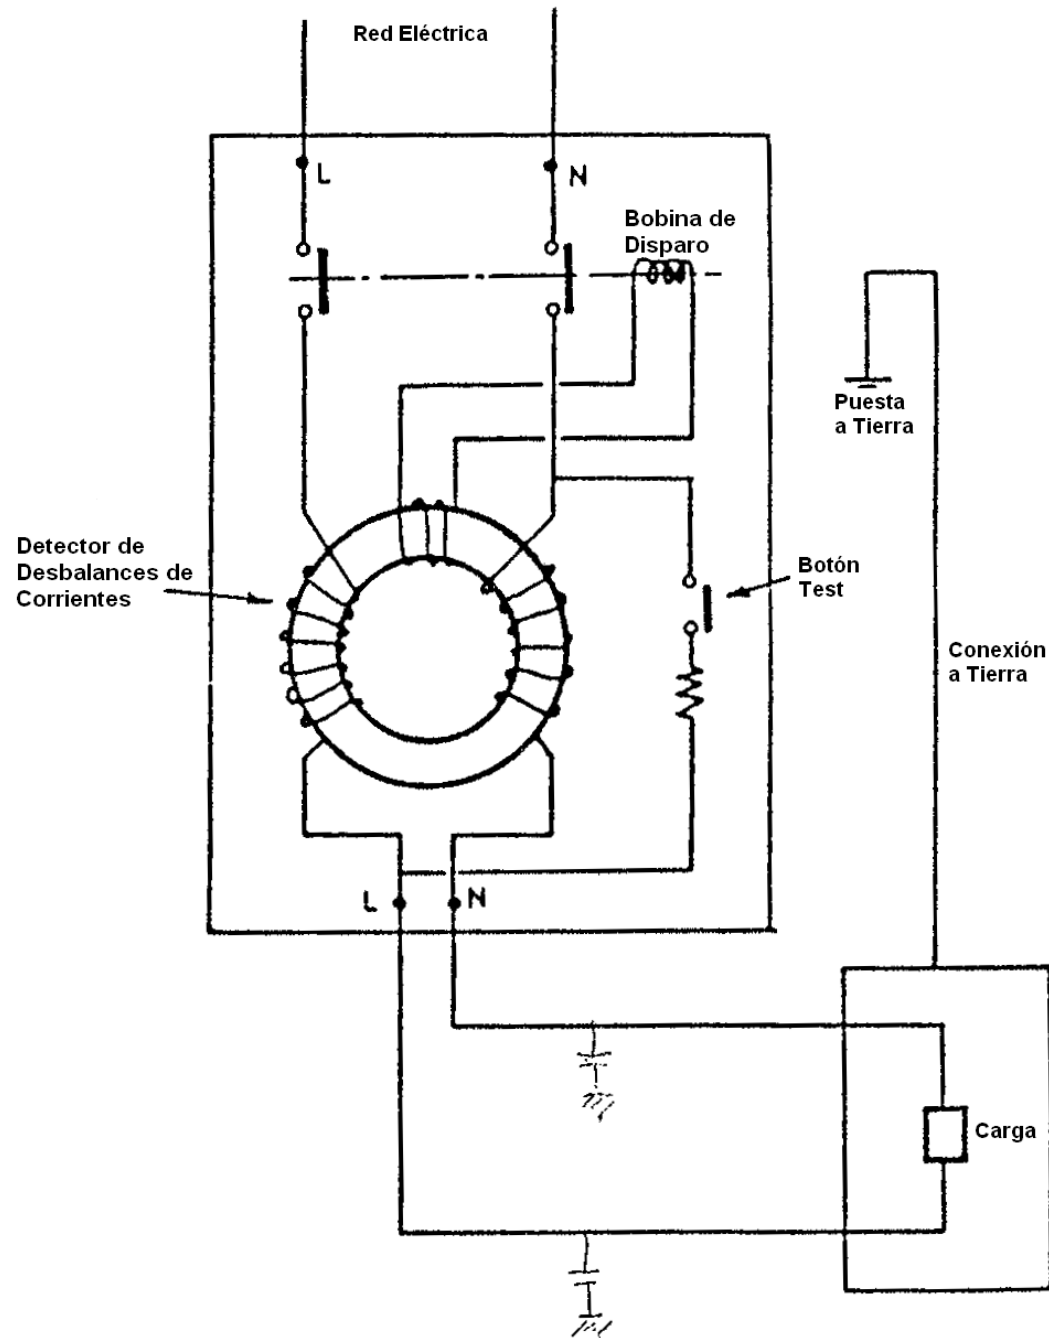 Red Eléctrica
L
N
Bobina de
Disparo
Puesta
a Tierra
Detector de
Desbalances de
Corrientes
Botón
Test
Conexión
a Tierra
L
N
Carga